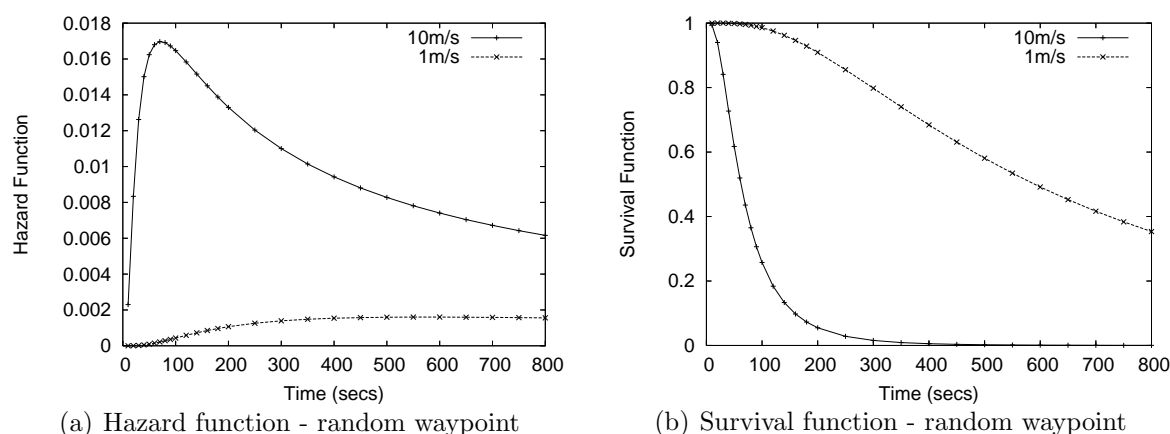 0.018
0.016
0.014
0.012
0.01
0.008
0.006
0.004
0.002
0
Hazard Function
10m/s
1m/s
0 100 200 300 400 500 600 700 800
Time (secs)
(a) Hazard function - random waypoint
1
0.8
0.6
0.4
0.2
0
Survival Function
10m/s
1m/s
0 100 200 300 400 500 600 700 800
Time (secs)
(b) Survival function - random waypoint